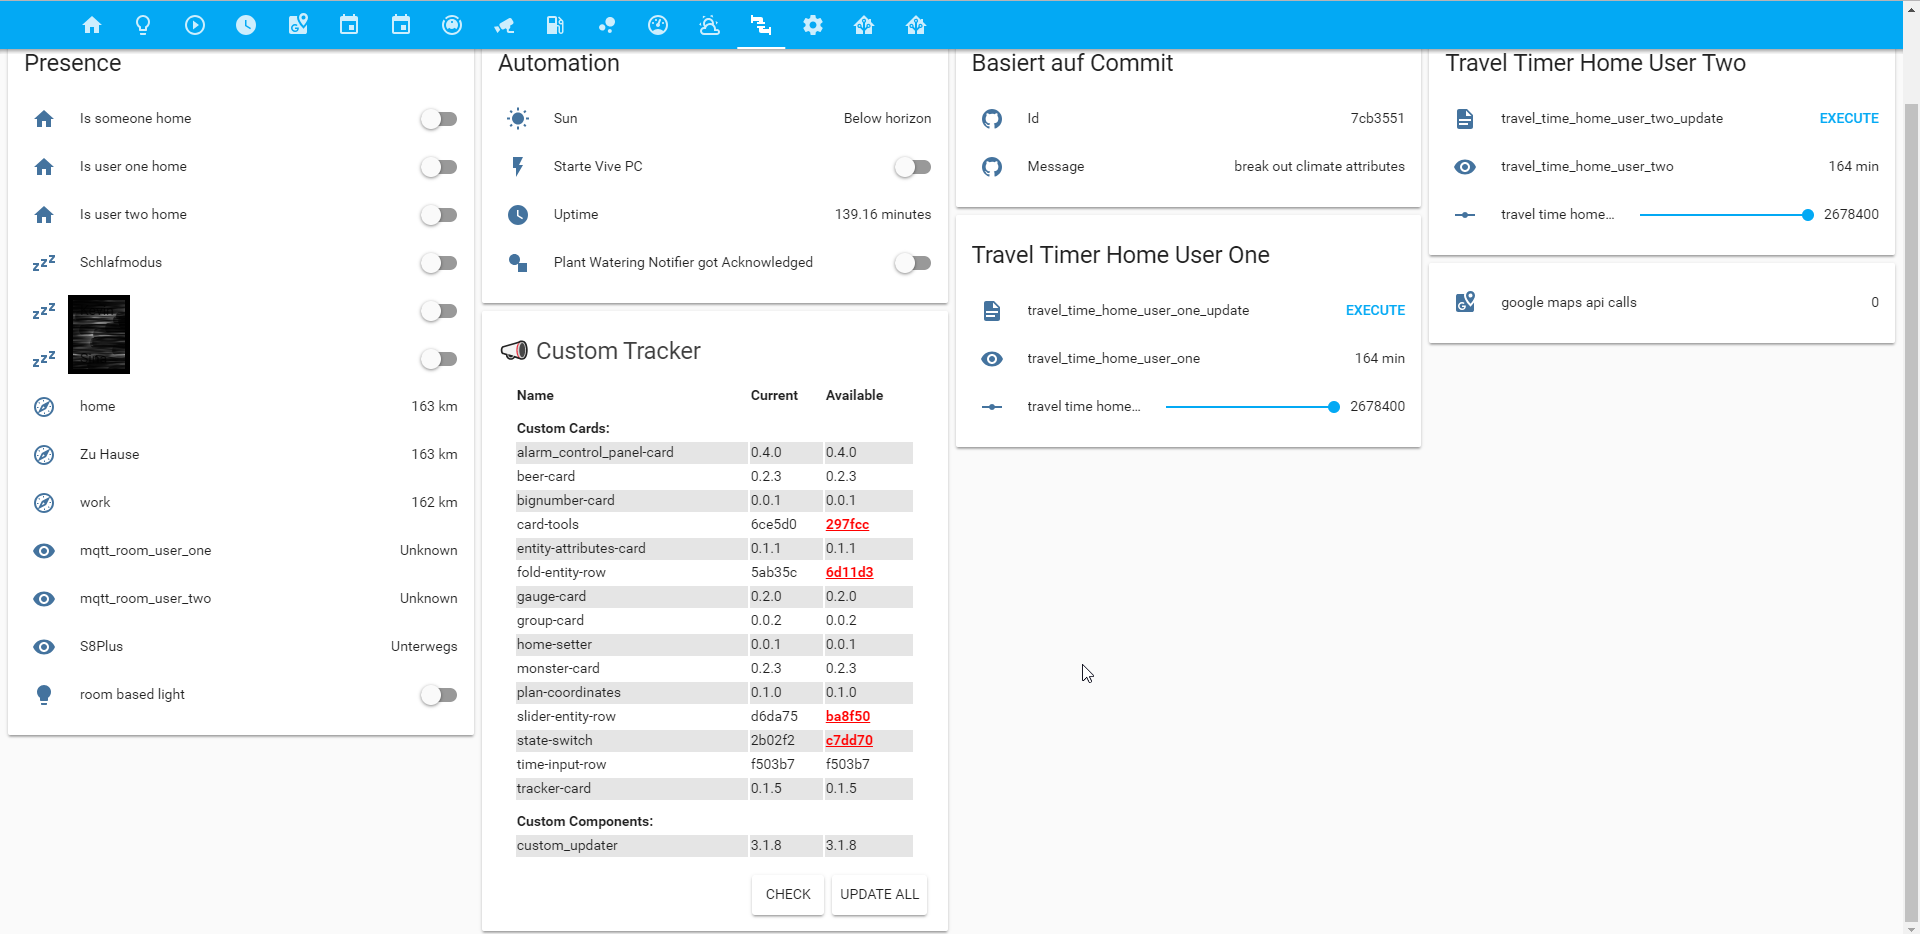 Presence
Is someone home
Is user one home
Is user two home
Schlafmodus
home 163 km
Zu Hause 163 km
work 162 km
mqtt_room_user_one Unknown
mqtt_room_user_two Unknown
S8Plus Unterwegs
room based light
Automation
Sun Below horizon
Starte Vive PC
Uptime 139.16 minutes
Plant Watering Notifier got Acknowledged
Custom Tracker
Name Current Available
Custom Cards:
alarm_control_panel-card 0.4.0 0.4.0
beer-card 0.2.3 0.2.3
bignumber-card 0.0.1 0.0.1
card-tools 6ce5d0 297fcc
entity-attributes-card 0.1.1 0.1.1
fold-entity-row 5ab35c 6d11d3
gauge-card 0.2.0 0.2.0
group-card 0.0.2 0.0.2
home-setter 0.0.1 0.0.1
monster-card 0.2.3 0.2.3
plan-coordinates 0.1.0 0.1.0
slider-entity-row d6da75 ba8f50
state-switch 2b02f2 c7dd70
time-input-row f503b7 f503b7
tracker-card 0.1.5 0.1.5
Custom Components:
custom_updater 3.1.8 3.1.8
CHECK UPDATE ALL
Basiert auf Commit
Id 7cb3551
Message break out climate attributes
Travel Timer Home User One
travel_time_home_user_one_update EXECUTE
travel_time_home_user_one 164 min
travel time home... 2678400
Travel Timer Home User Two
travel_time_home_user_two_update EXECUTE
travel_time_home_user_two 164 min
travel time home... 2678400
google maps api calls 0